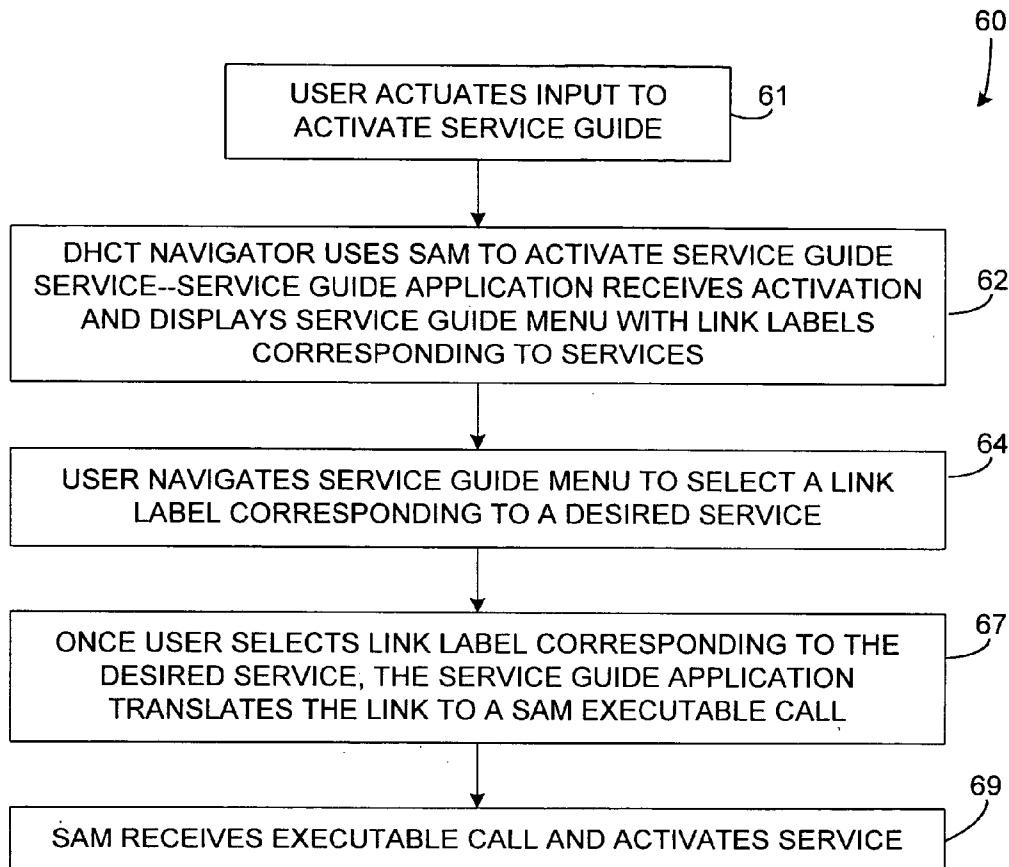 60
USER ACTUATES INPUT TO
ACTIVATE SERVICE GUIDE
61
DHCT NAVIGATOR USES SAM TO ACTIVATE SERVICE GUIDE
SERVICE--SERVICE GUIDE APPLICATION RECEIVES ACTIVATION
AND DISPLAYS SERVICE GUIDE MENU WITH LINK LABELS
CORRESPONDING TO SERVICES
62
USER NAVIGATES SERVICE GUIDE MENU TO SELECT A LINK
LABEL CORRESPONDING TO A DESIRED SERVICE
64
ONCE USER SELECTS LINK LABEL CORRESPONDING TO THE
DESIRED SERVICE, THE SERVICE GUIDE APPLICATION
TRANSLATES THE LINK TO A SAM EXECUTABLE CALL
67
SAM RECEIVES EXECUTABLE CALL AND ACTIVATES SERVICE
69